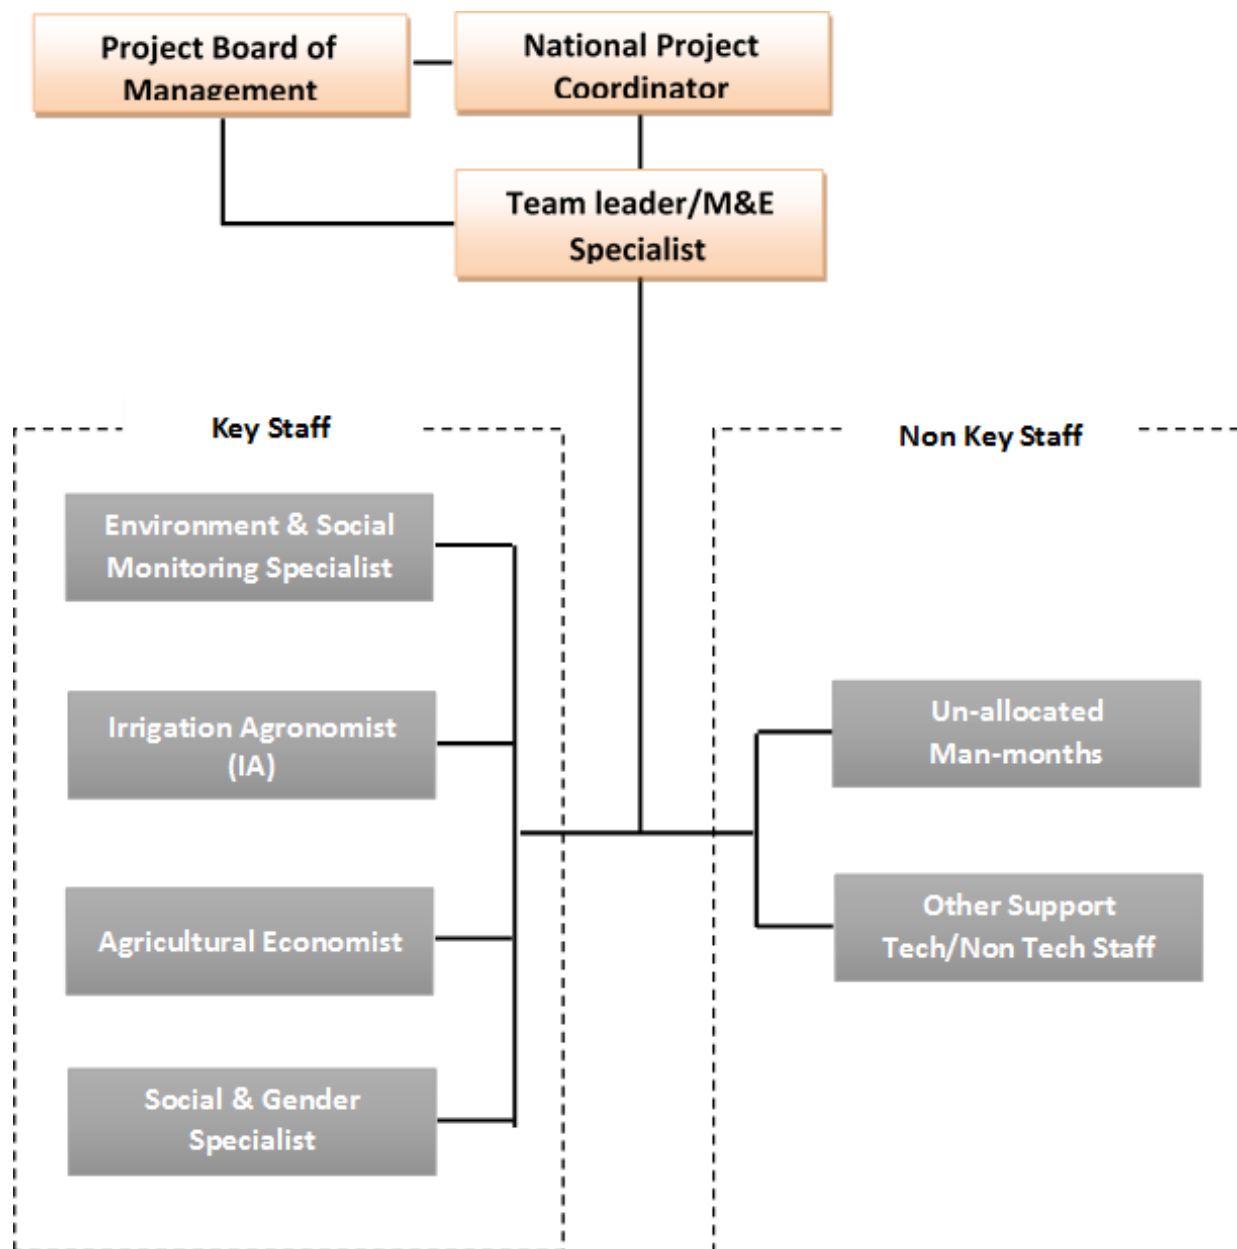 Project Board of
Management
National Project
Coordinator
Team leader/M&E
Specialist
Key Staff
Environment & Social
Monitoring Specialist
Irrigation Agronomist
(IA)
Agricultural Economist
Social & Gender
Specialist
Non Key Staff
Un-allocated
Man-months
Other Support
Tech/Non Tech Staff